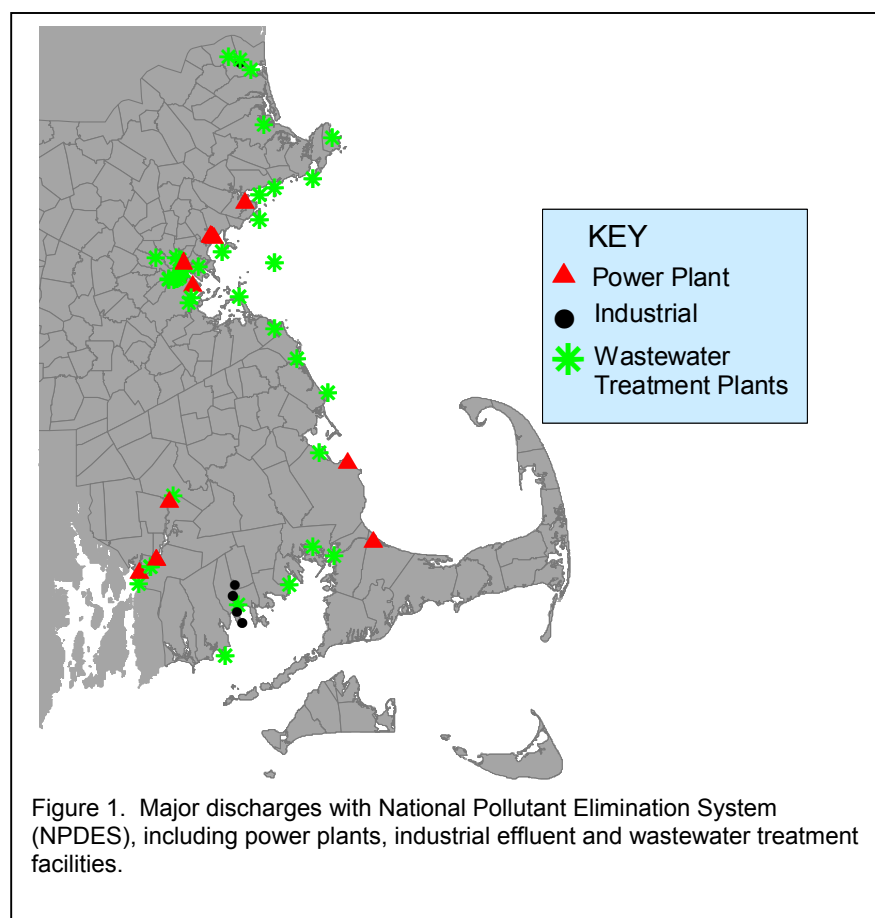 KEY
Power Plant
Industrial
Wastewater
Treatment Plants
Figure 1.  Major discharges with National Pollutant Elimination System
(NPDES), including power plants, industrial effluent and wastewater treatment
facilities.